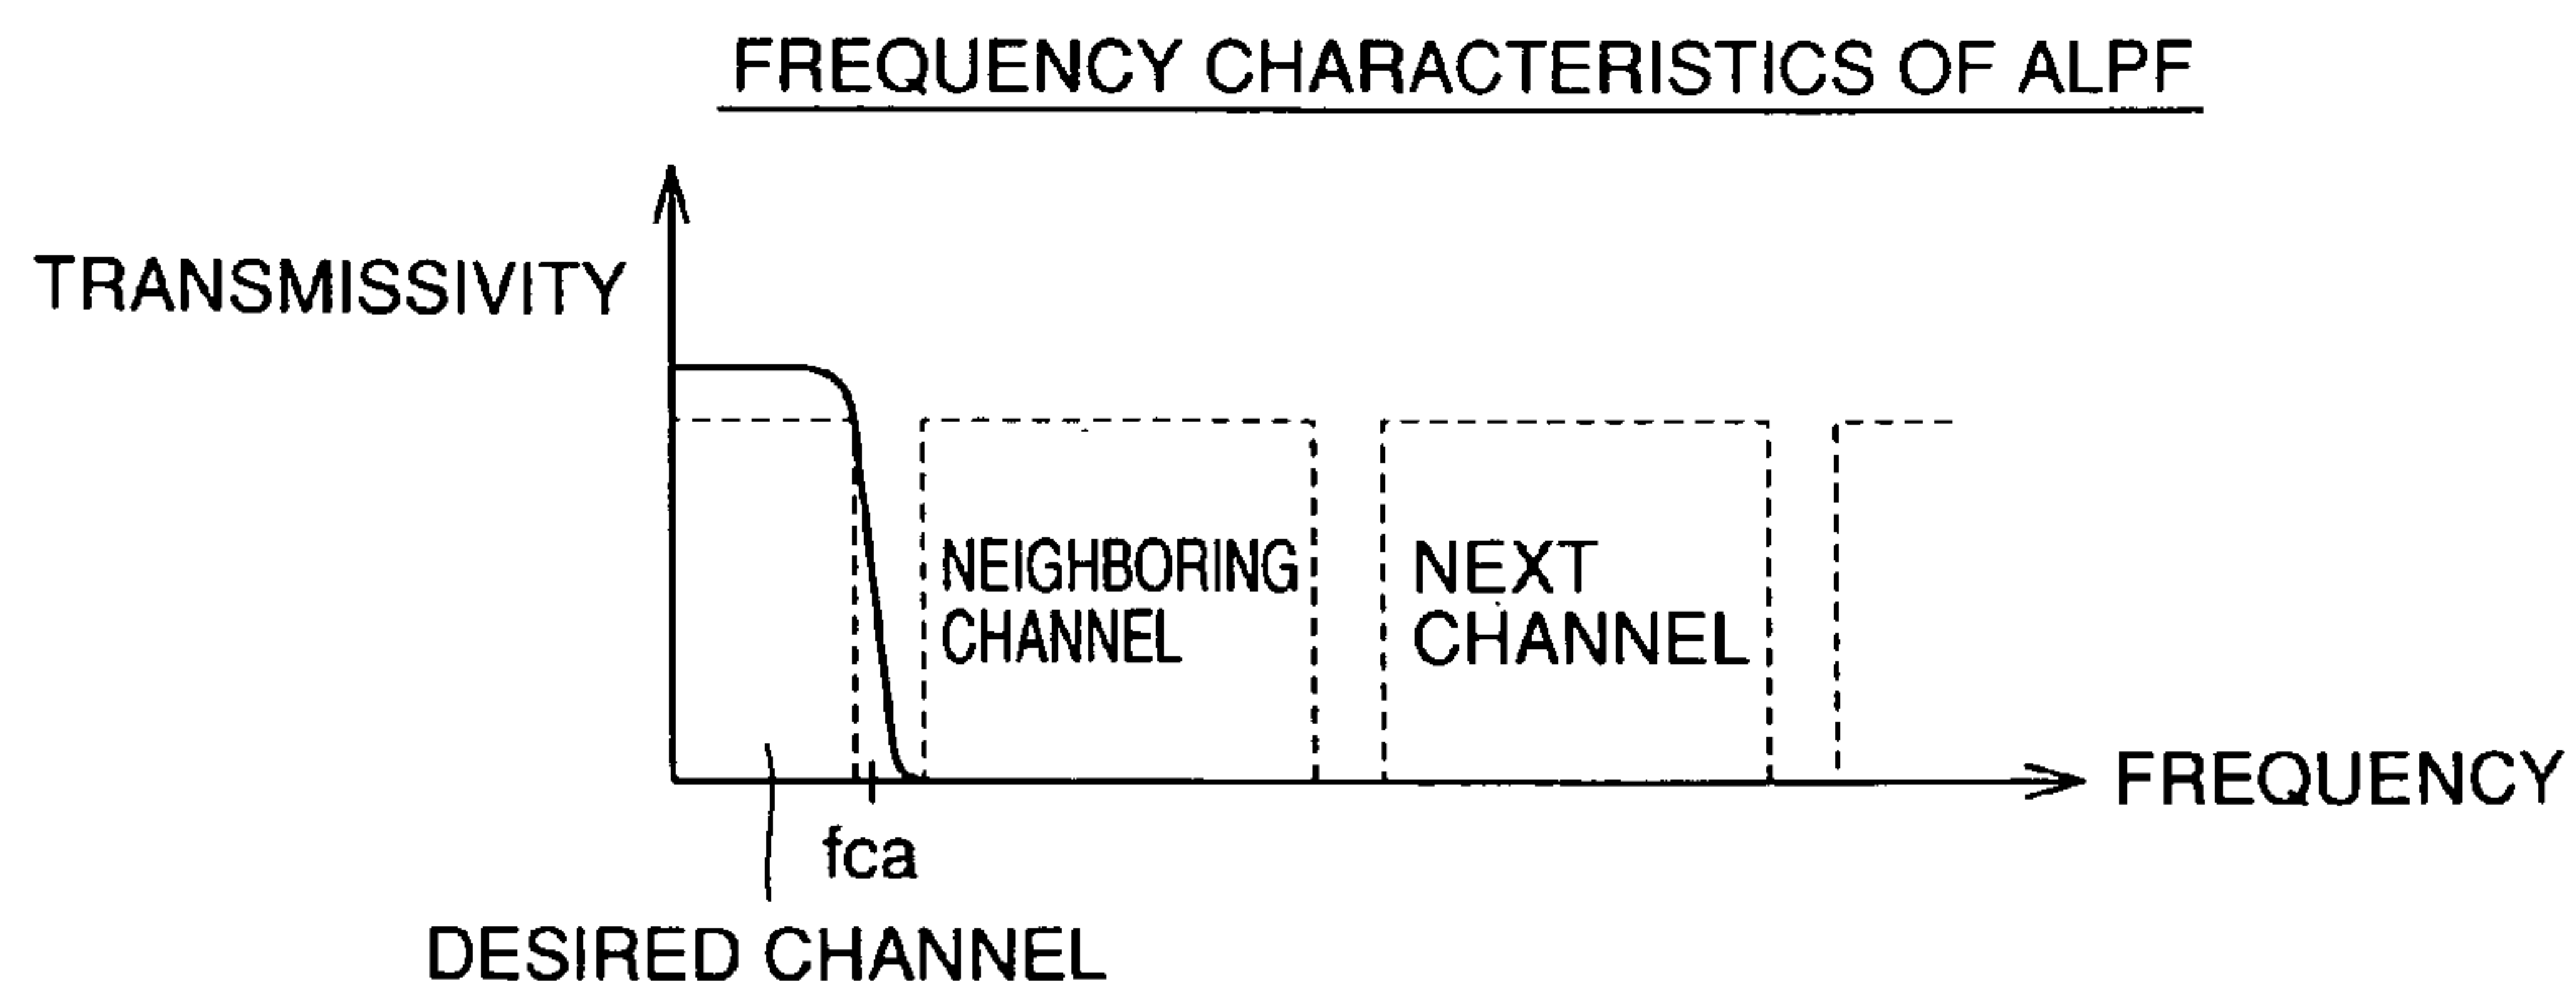 FREQUENCY CHARACTERISTICS OF ALPF
TRANSMISSIVITY
NEIGHBORING
CHANNEL
NEXT
CHANNEL
FREQUENCY
fca
DESIRED CHANNEL